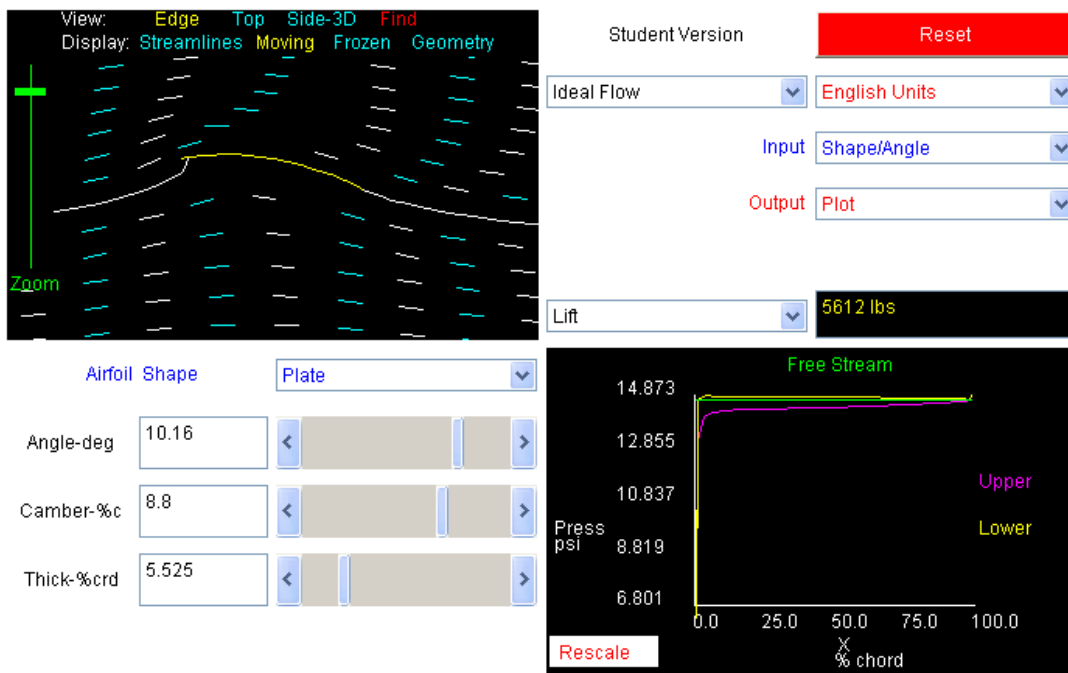 View: Edge Top Side-3D Find
Display: Streamlines Moving Frozen Geometry
Zoom
Student Version Reset
Ideal Flow English Units
Input Shape/Angle
Output Plot
Lift 5612 lbs
Airfoil Shape Plate
Angle-deg 10.16
Camber-%c 8.8
Thick-%crd 5.525
Free Stream
14.873
12.855
10.837
Upper
Press
psi
Lower
8.819
6.801
0.0 25.0 50.0 75.0 100.0
X
% chord
Rescale